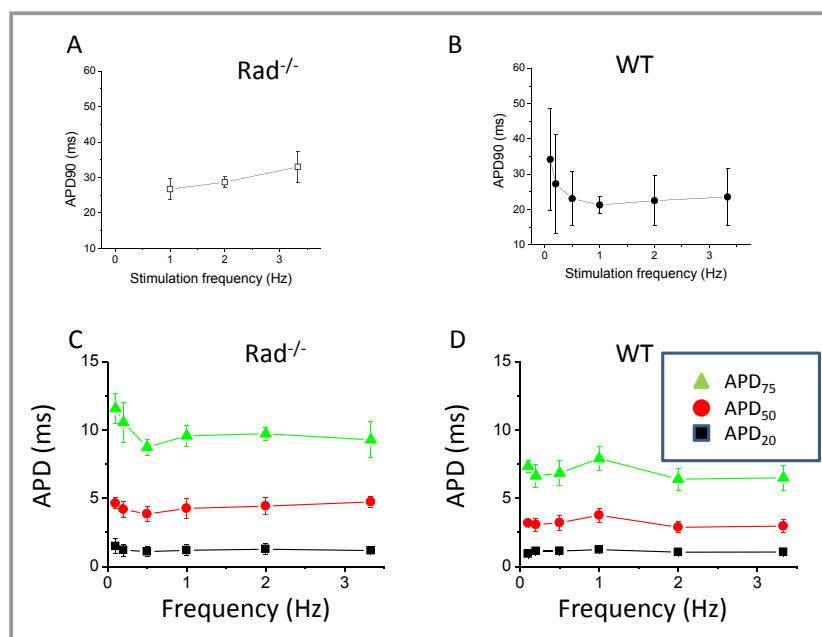 A
Rad-/-
60
50
40
30
20
10
APD90 (ms)
0 1 2 3
Stimulation frequency (Hz)
B
WT
60
50
40
30
20
10
APD90 (ms)
0 1 2 3
Stimulation frequency (Hz)
C
Rad-/-
15
10
5
0
APD (ms)
0 1 2 3
Frequency (Hz)
D
WT
15
10
5
0
APD (ms)
0 1 2 3
Frequency (Hz)
APD75
APD50
APD20